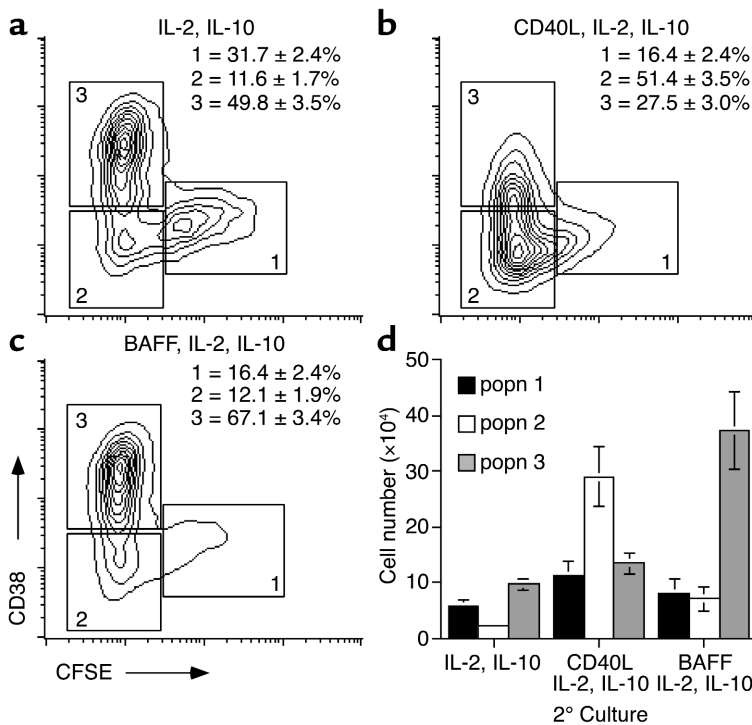 a
IL-2, IL-10
1 = 31.7 ± 2.4%
2 = 11.6 ± 1.7%
3 = 49.8 ± 3.5%
3
1
2
b
CD40L, IL-2, IL-10
1 = 16.4 ± 2.4%
2 = 51.4 ± 3.5%
3 = 27.5 ± 3.0%
3
1
2
c
BAFF, IL-2, IL-10
1 = 16.4 ± 2.4%
2 = 12.1 ± 1.9%
3 = 67.1 ± 3.4%
3
1
2
CD38
CFSE
d
50
40
30
20
10
0
Cell number (×10⁴)
popn 1
popn 2
popn 3
IL-2, IL-10
CD40L
IL-2, IL-10
BAFF
IL-2, IL-10
2° Culture